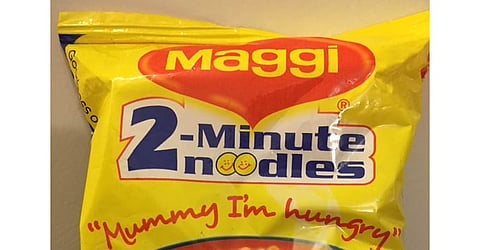 Maggi
®
2-Minute
noodles
"Mummy I'm hungry"